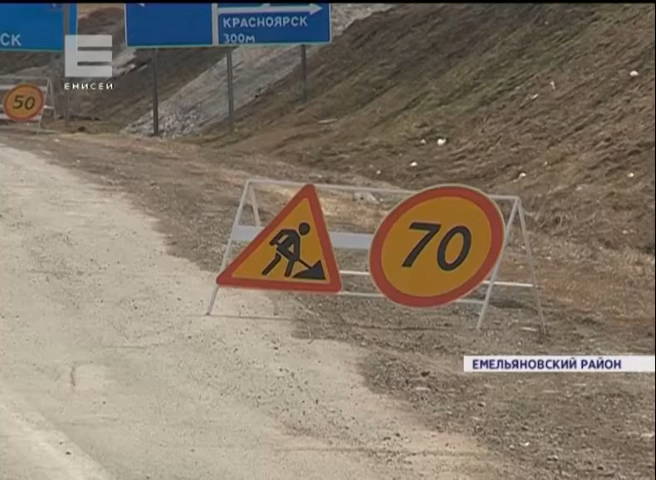 СК
КРАСНОЯРСК
300М
Е
ЕНИСЕЙ
50
70
ЕМЕЛЬЯНОВСКИЙ РАЙОН